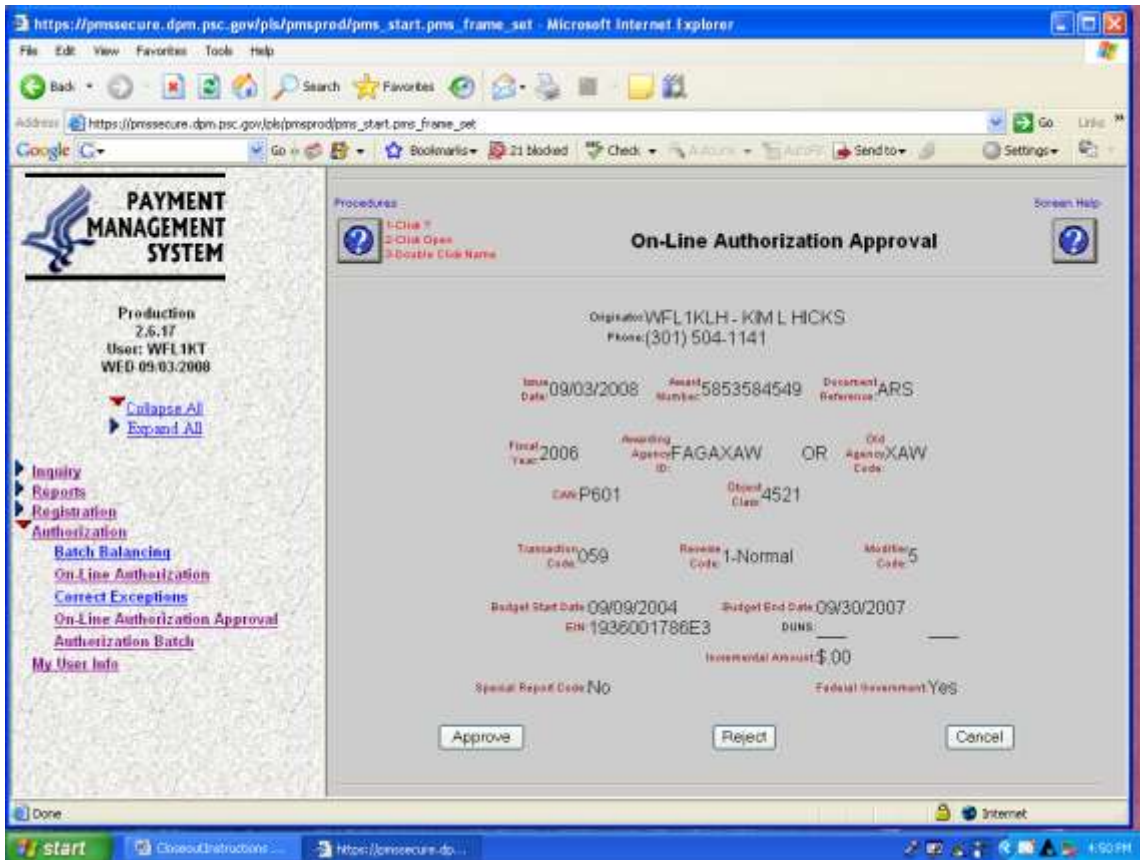 https://pmssecure.dpm.psc.gov/pls/pmsprod/pms_start.pms_frame_set - Microsoft Internet Explorer
File Edit View Favorites Tools Help
Back Search Favorites
Address https://pmssecure.dpm.psc.gov/pls/pmsprod/pms_start.pms_frame_set Go Links »
Google G Go Bookmarks 21 blocked Check AutoLink AutoFill Send to Settings
PAYMENT
MANAGEMENT
SYSTEM
Production
2.6.17
User: WFL1KT
WED 09/03/2008
Collapse All
Expand All
Inquiry
Reports
Registration
Authorization
Batch Balancing
On-Line Authorization
Correct Exceptions
On-Line Authorization Approval
Authorization Batch
My User Info
Procedures
Screen Help
1-Click ?
2-Click Open
3-Double Click Name
On-Line Authorization Approval
Originator: WFL1KLH - KIM L HICKS
Phone: (301) 504-1141
Issue Date: 09/03/2008 Award Number: 5853584549 Document Reference: ARS
Fiscal Year: 2006 Awarding Agency ID: FAGAXAW OR Old Agency Code: XAW
CAN: P601 Object Class: 4521
Transaction Code: 059 Reverse Code: 1-Normal Modifier Code: 5
Budget Start Date: 09/09/2004 Budget End Date: 09/30/2007
EIN: 1936001786E3 DUNS:
Incremental Amount: $.00
Special Report Code: No Federal Government: Yes
Approve Reject Cancel
Done Internet
start CloseoutInstructions ... https://pmssecure.dp... 4:50 PM